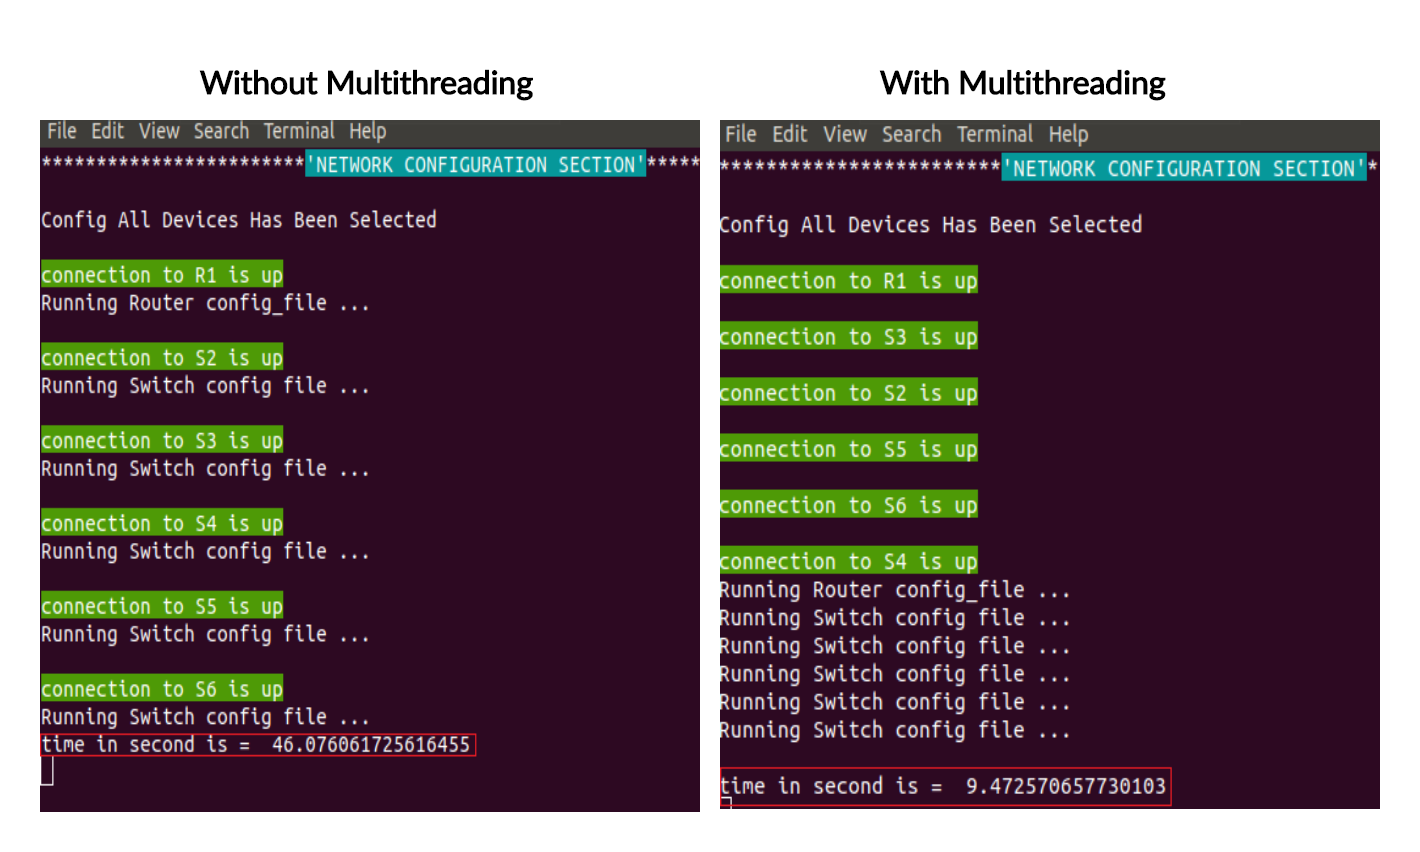 Without Multithreading
File Edit View Search Terminal Help
************************'NETWORK CONFIGURATION SECTION'*****
Config All Devices Has Been Selected
connection to R1 is up
Running Router config_file ...
connection to S2 is up
Running Switch config file ...
connection to S3 is up
Running Switch config file ...
connection to S4 is up
Running Switch config file ...
connection to S5 is up
Running Switch config file ...
connection to S6 is up
Running Switch config file ...
time in second is =  46.076061725616455
With Multithreading
File Edit View Search Terminal Help
************************'NETWORK CONFIGURATION SECTION'*
Config All Devices Has Been Selected
connection to R1 is up
connection to S3 is up
connection to S2 is up
connection to S5 is up
connection to S6 is up
connection to S4 is up
Running Router config_file ...
Running Switch config file ...
Running Switch config file ...
Running Switch config file ...
Running Switch config file ...
Running Switch config file ...
time in second is =  9.472570657730103